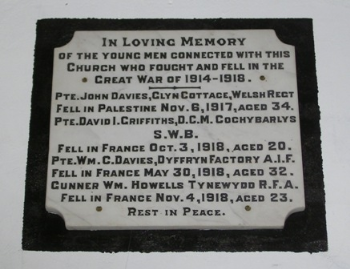 In Loving Memory
of the young men connected with this
Church who fought and fell in the
Great War of 1914-1918.
Pte. John Davies, Clyn Cottage, Welsh Regt
Fell in Palestine Nov. 6, 1917, aged 34.
Pte. David I. Griffiths, D.C.M. Cochybarlys
S.W.B.
Fell in France Oct. 3, 1918, aged 20.
Pte. Wm. C. Davies, Dyffryn Factory A.I.F.
Fell in France May 30, 1918, aged 32.
Gunner Wm. Howells Tynewydd R.F.A.
Fell in France Nov. 4, 1918, aged 23.
Rest in Peace.